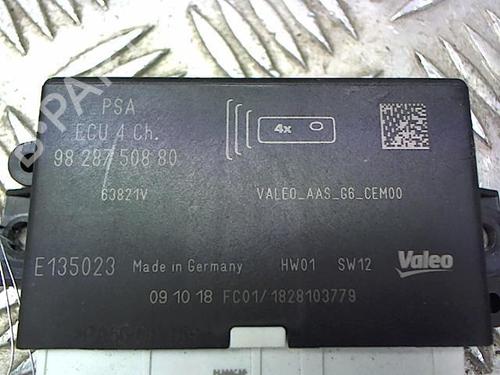 PSA
ECU 4 Ch.
98 287 508 80
4x
63821V
VALEO_AAS_G6_CEM00
E135023 Made in Germany HW01 SW12 Valeo
09 10 18 FC01/1828103779